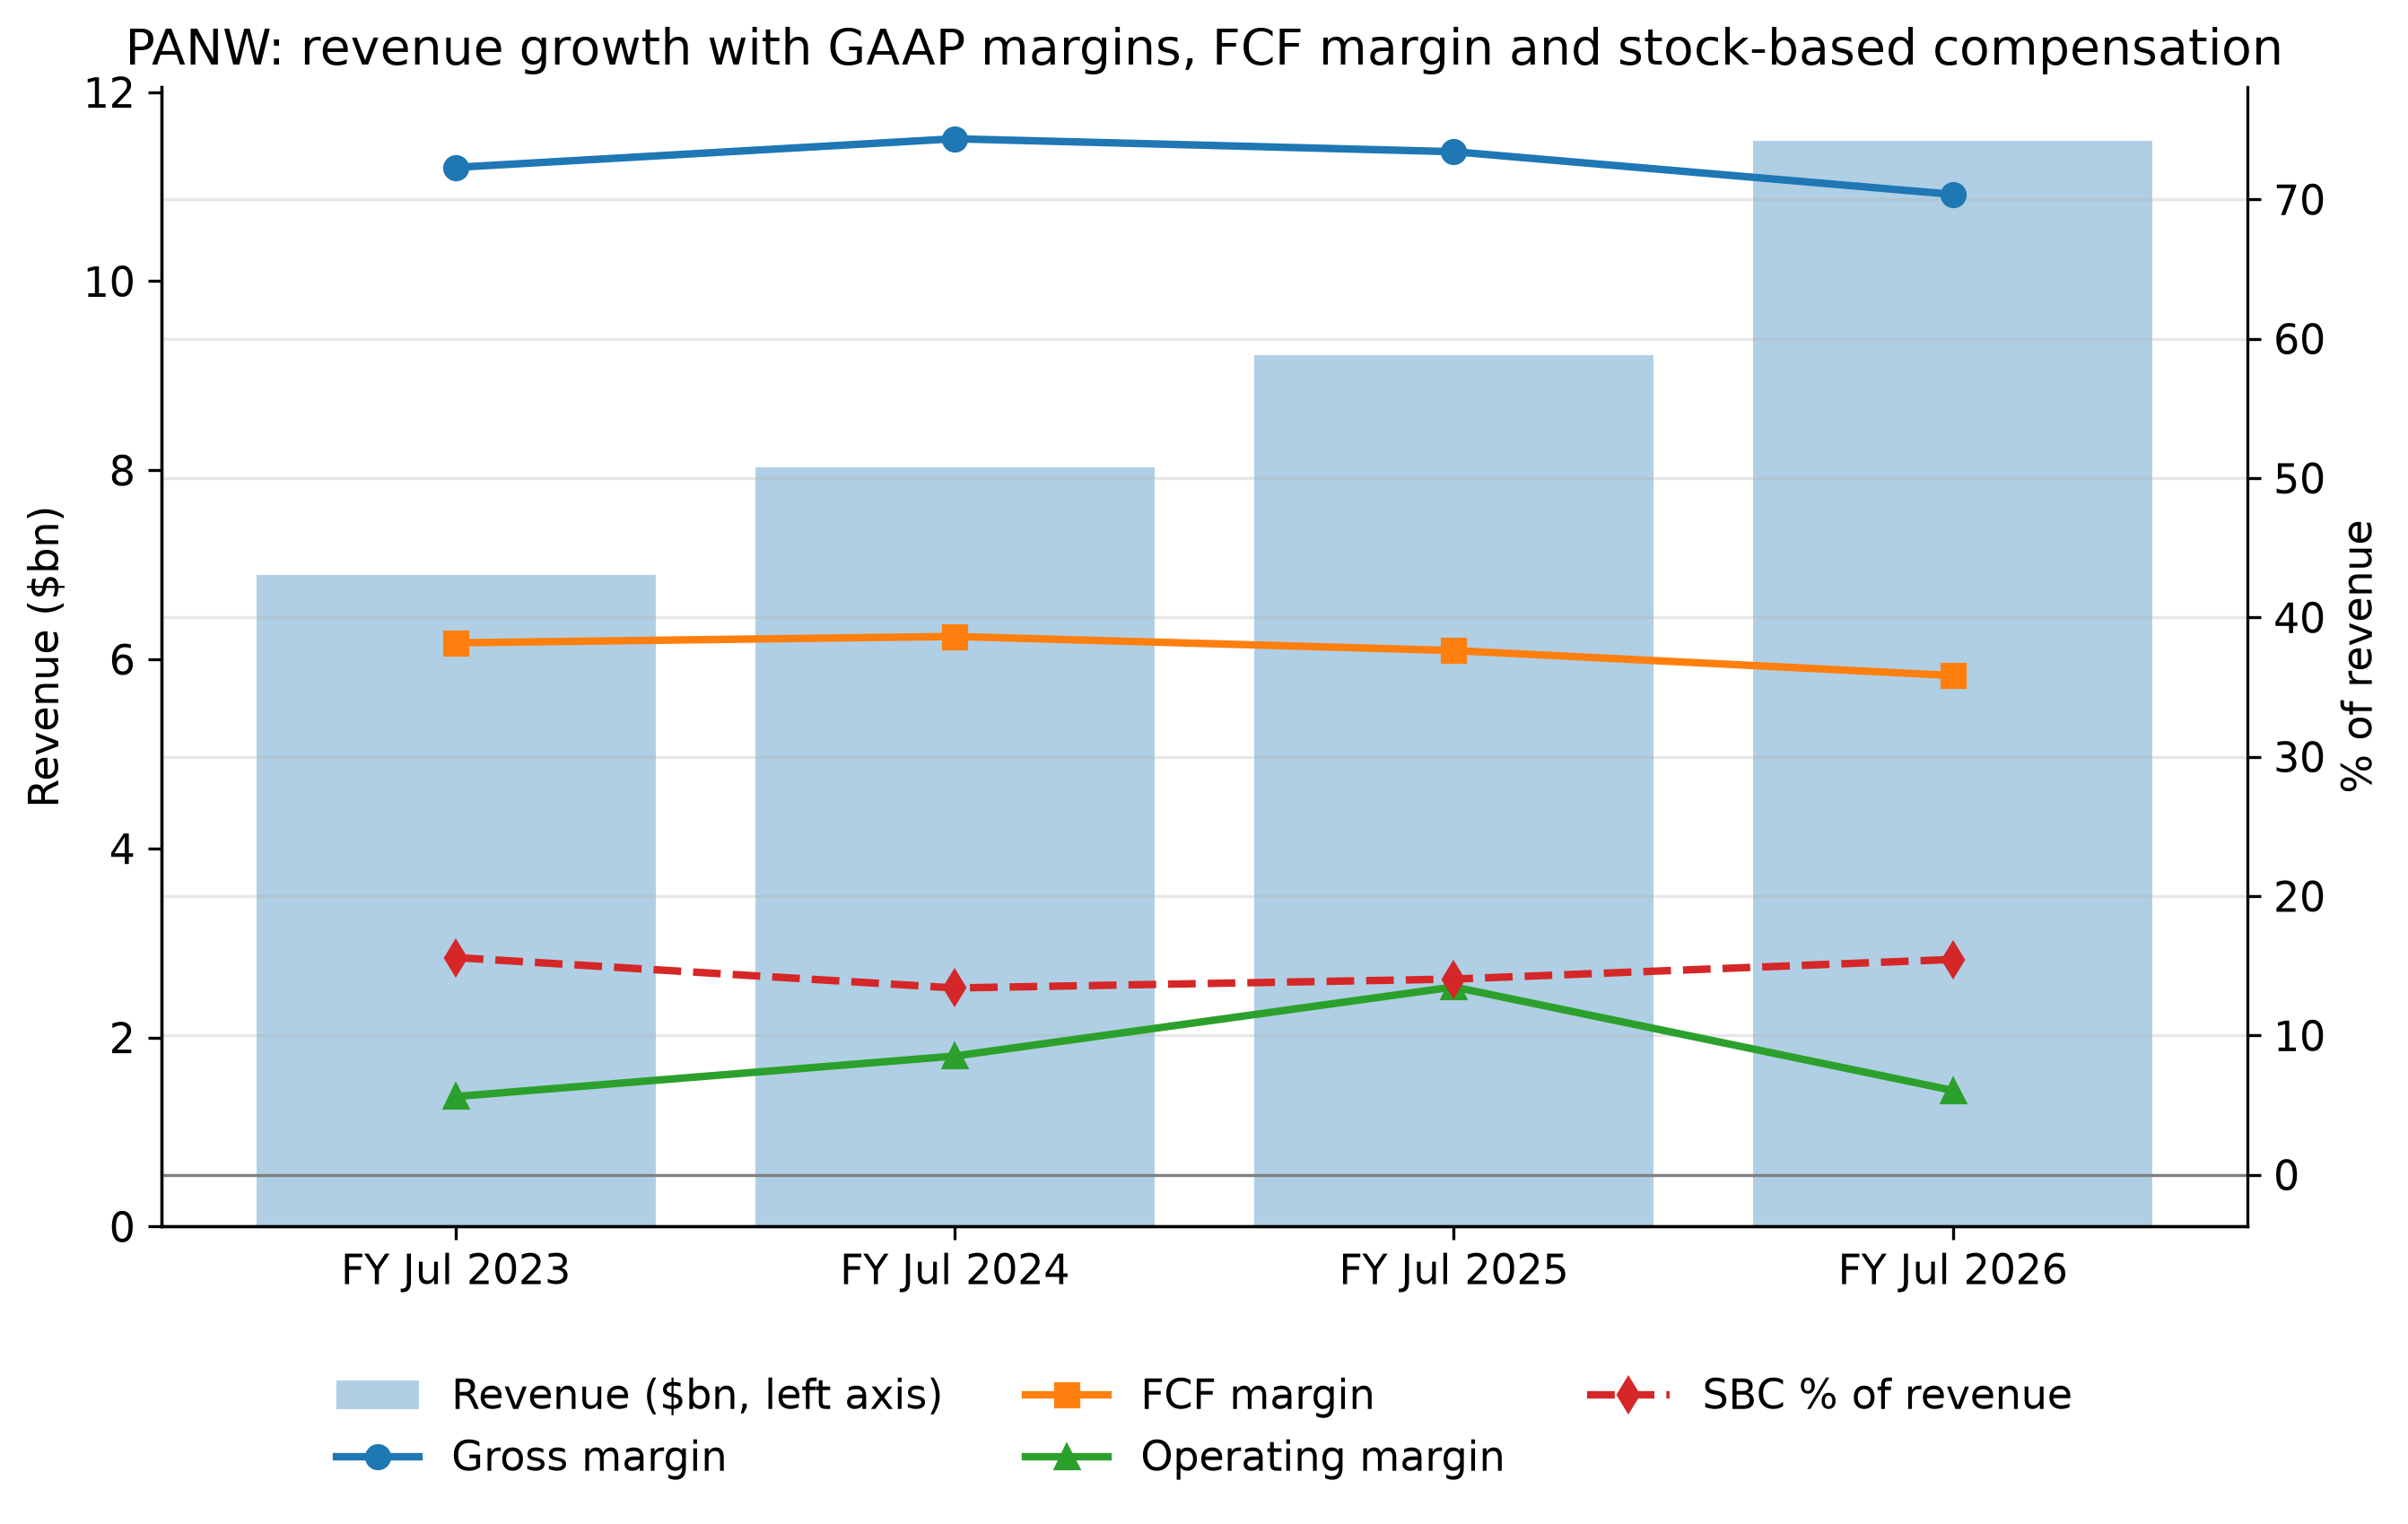 PANW: revenue growth with GAAP margins, FCF margin and stock-based compensation
Revenue ($bn)
12
10
8
6
4
2
0
70
60
50
40
30
20
10
0
% of revenue
FY Jul 2023
FY Jul 2024
FY Jul 2025
FY Jul 2026
Revenue ($bn, left axis)
Gross margin
FCF margin
Operating margin
SBC % of revenue